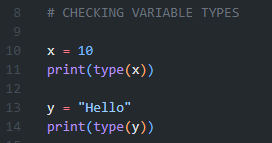 8 # CHECKING VARIABLE TYPES
9
10 x = 10
11 print(type(x))
12
13 y = "Hello"
14 print(type(y))